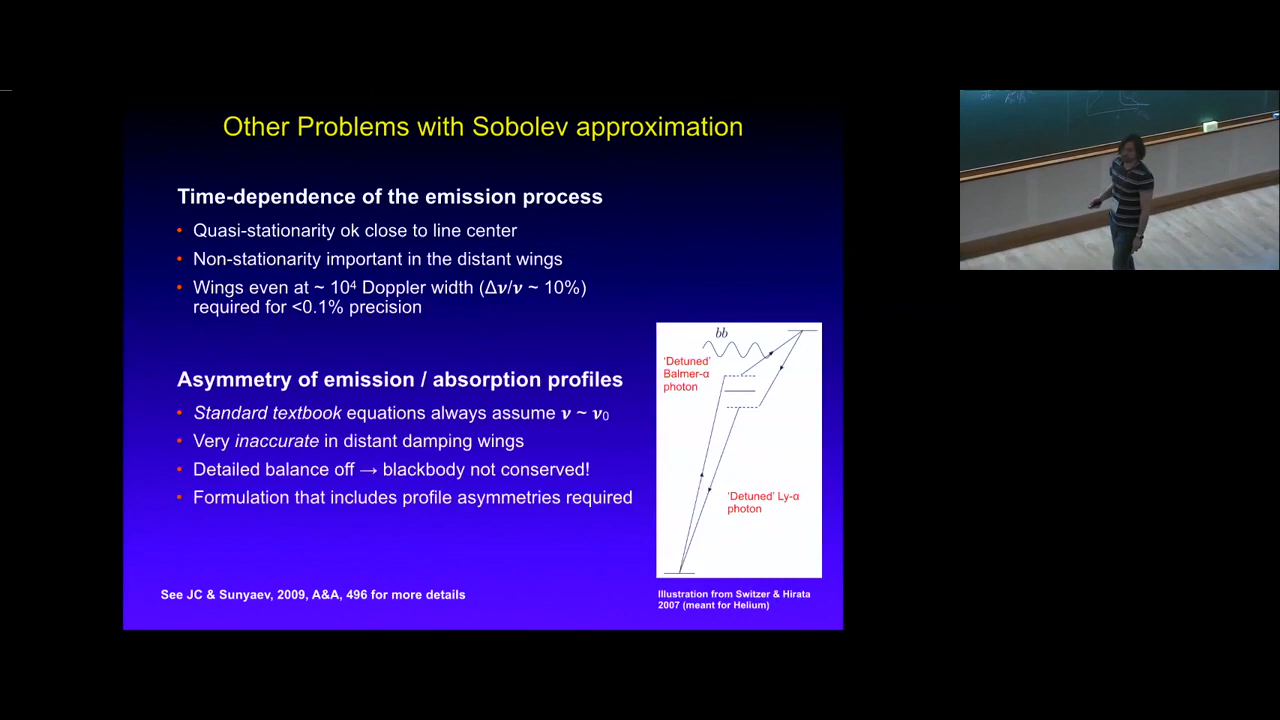 Other Problems with Sobolev approximation
Time-dependence of the emission process
• Quasi-stationarity ok close to line center
• Non-stationarity important in the distant wings
• Wings even at ~ 10⁴ Doppler width (Δν/ν ~ 10%)
required for <0.1% precision
Asymmetry of emission / absorption profiles
• Standard textbook equations always assume ν ~ ν₀
• Very inaccurate in distant damping wings
• Detailed balance off → blackbody not conserved!
• Formulation that includes profile asymmetries required
bb
'Detuned'
Balmer-α
photon
'Detuned' Ly-α
photon
See JC & Sunyaev, 2009, A&A, 496 for more details
Illustration from Switzer & Hirata
2007 (meant for Helium)